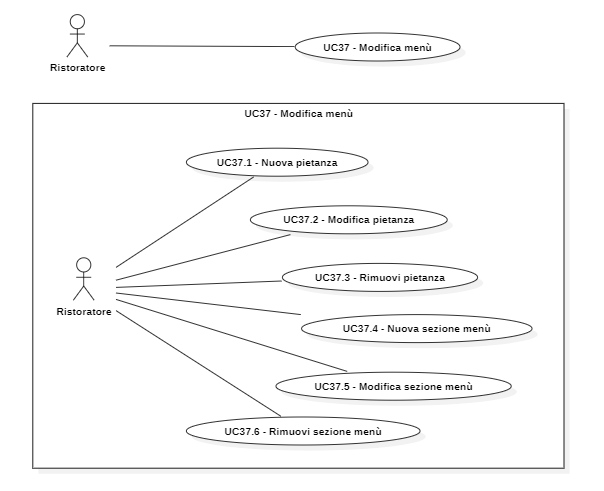 UC37 - Modifica menù
Ristoratore
UC37 - Modifica menù
UC37.1 - Nuova pietanza
UC37.2 - Modifica pietanza
UC37.3 - Rimuovi pietanza
Ristoratore
UC37.4 - Nuova sezione menù
UC37.5 - Modifica sezione menù
UC37.6 - Rimuovi sezione menù